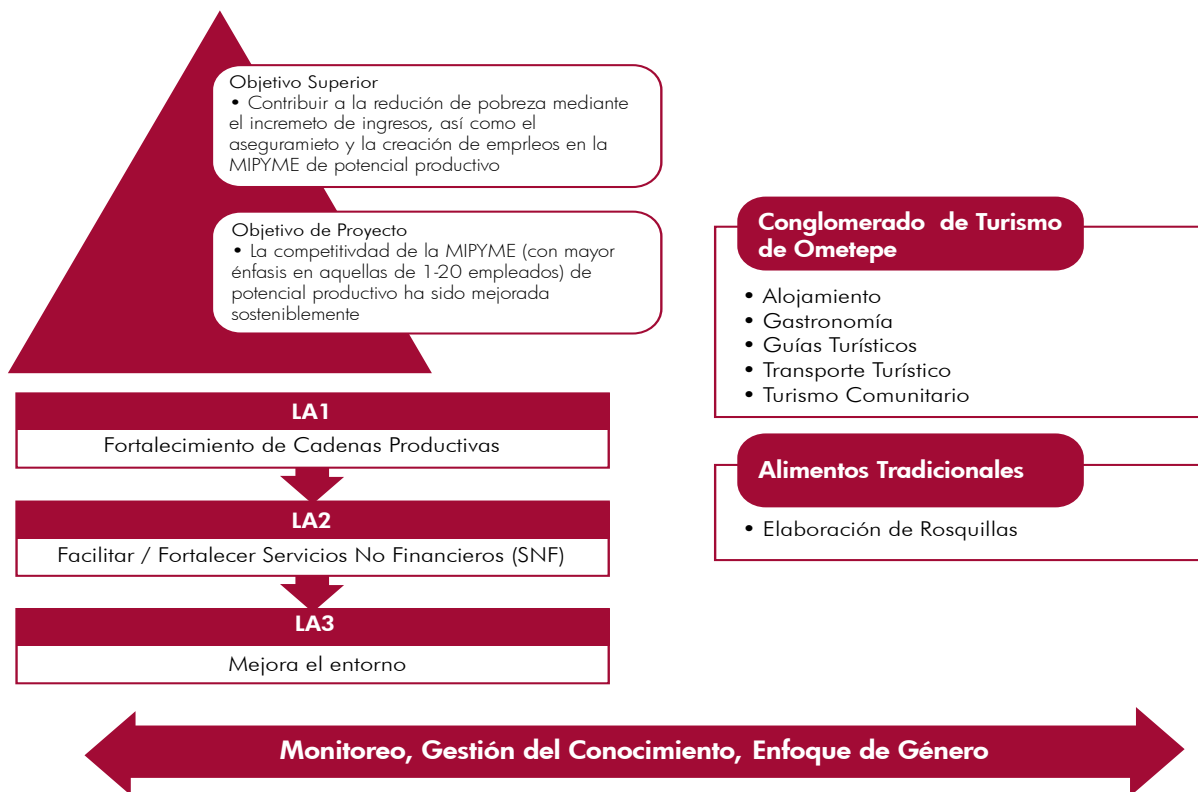 Objetivo Superior
• Contribuir a la redución de pobreza mediante
el incremeto de ingresos, así como el
aseguramieto y la creación de emprleos en la
MIPYME de potencial productivo
Objetivo de Proyecto
• La competitivdad de la MIPYME (con mayor
énfasis en aquellas de 1-20 empleados) de
potencial productivo ha sido mejorada
sosteniblemente
LA1
Fortalecimiento de Cadenas Productivas
LA2
Facilitar / Fortalecer Servicios No Financieros (SNF)
LA3
Mejora el entorno
Conglomerado de Turismo
de Ometepe
• Alojamiento
• Gastronomía
• Guías Turísticos
• Transporte Turístico
• Turismo Comunitario
Alimentos Tradicionales
• Elaboración de Rosquillas
Monitoreo, Gestión del Conocimiento, Enfoque de Género